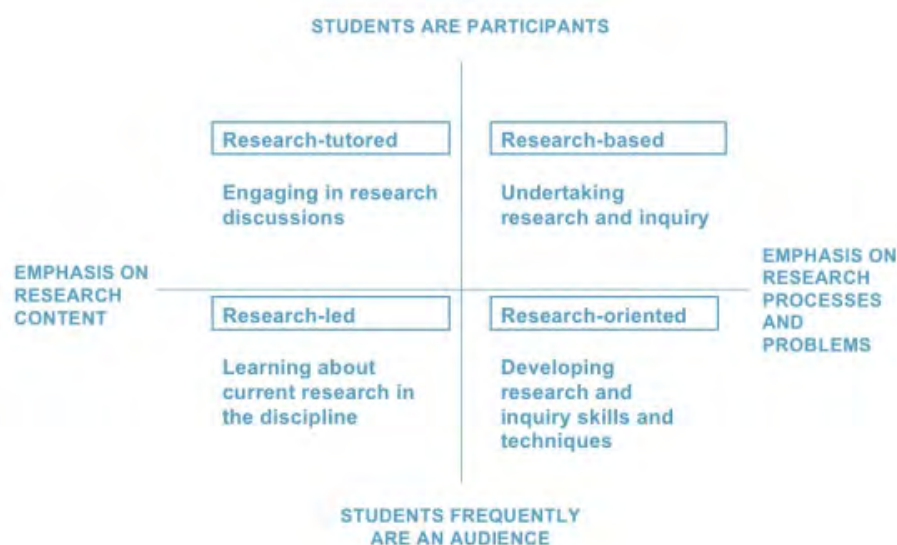 STUDENTS ARE PARTICIPANTS
Research-tutored
Engaging in research
discussions
Research-based
Undertaking
research and inquiry
EMPHASIS ON
RESEARCH
CONTENT
EMPHASIS ON
RESEARCH
PROCESSES
AND
PROBLEMS
Research-led
Learning about
current research in
the discipline
Research-oriented
Developing
research and
inquiry skills and
techniques
STUDENTS FREQUENTLY
ARE AN AUDIENCE